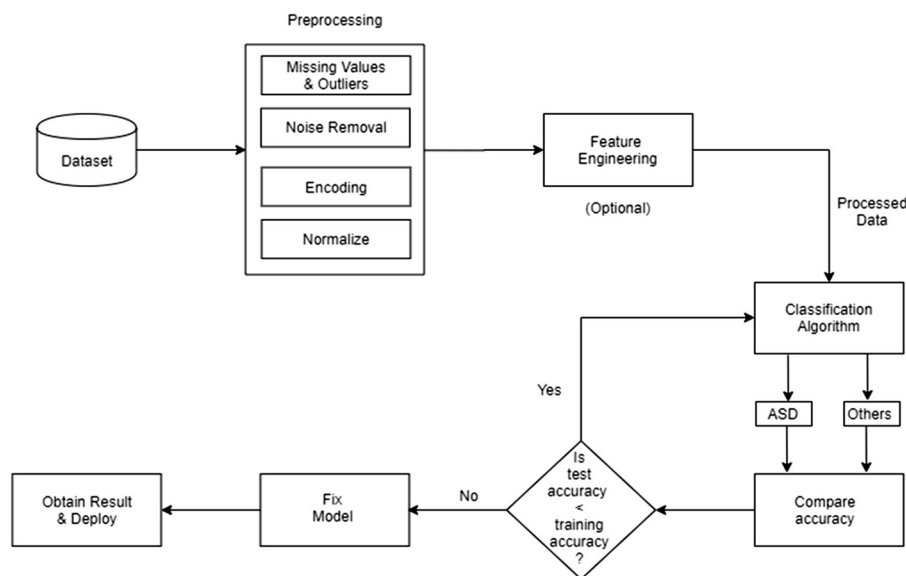 Preprocessing
Missing Values
& Outliers
Noise Removal
Encoding
Normalize
Dataset
Feature
Engineering
(Optional)
Processed
Data
Classification
Algorithm
ASD
Others
Compare
accuracy
Yes
Is
test
accuracy
<
training
accuracy
?
No
Fix
Model
Obtain Result
& Deploy